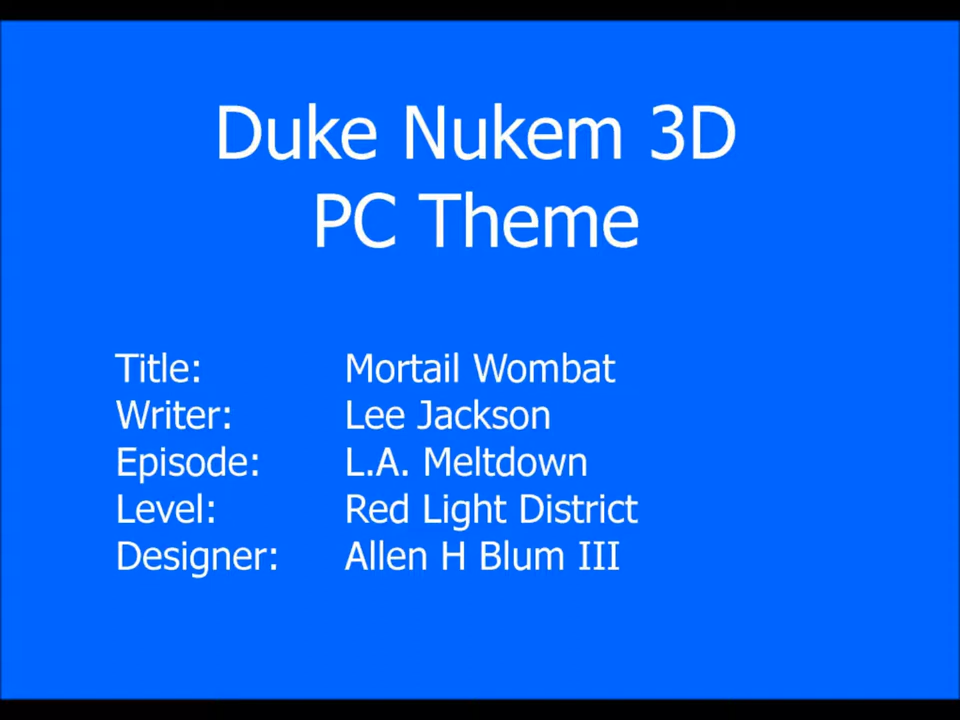 Duke Nukem 3D
PC Theme
Title: Mortail Wombat
Writer: Lee Jackson
Episode: L.A. Meltdown
Level: Red Light District
Designer: Allen H Blum III